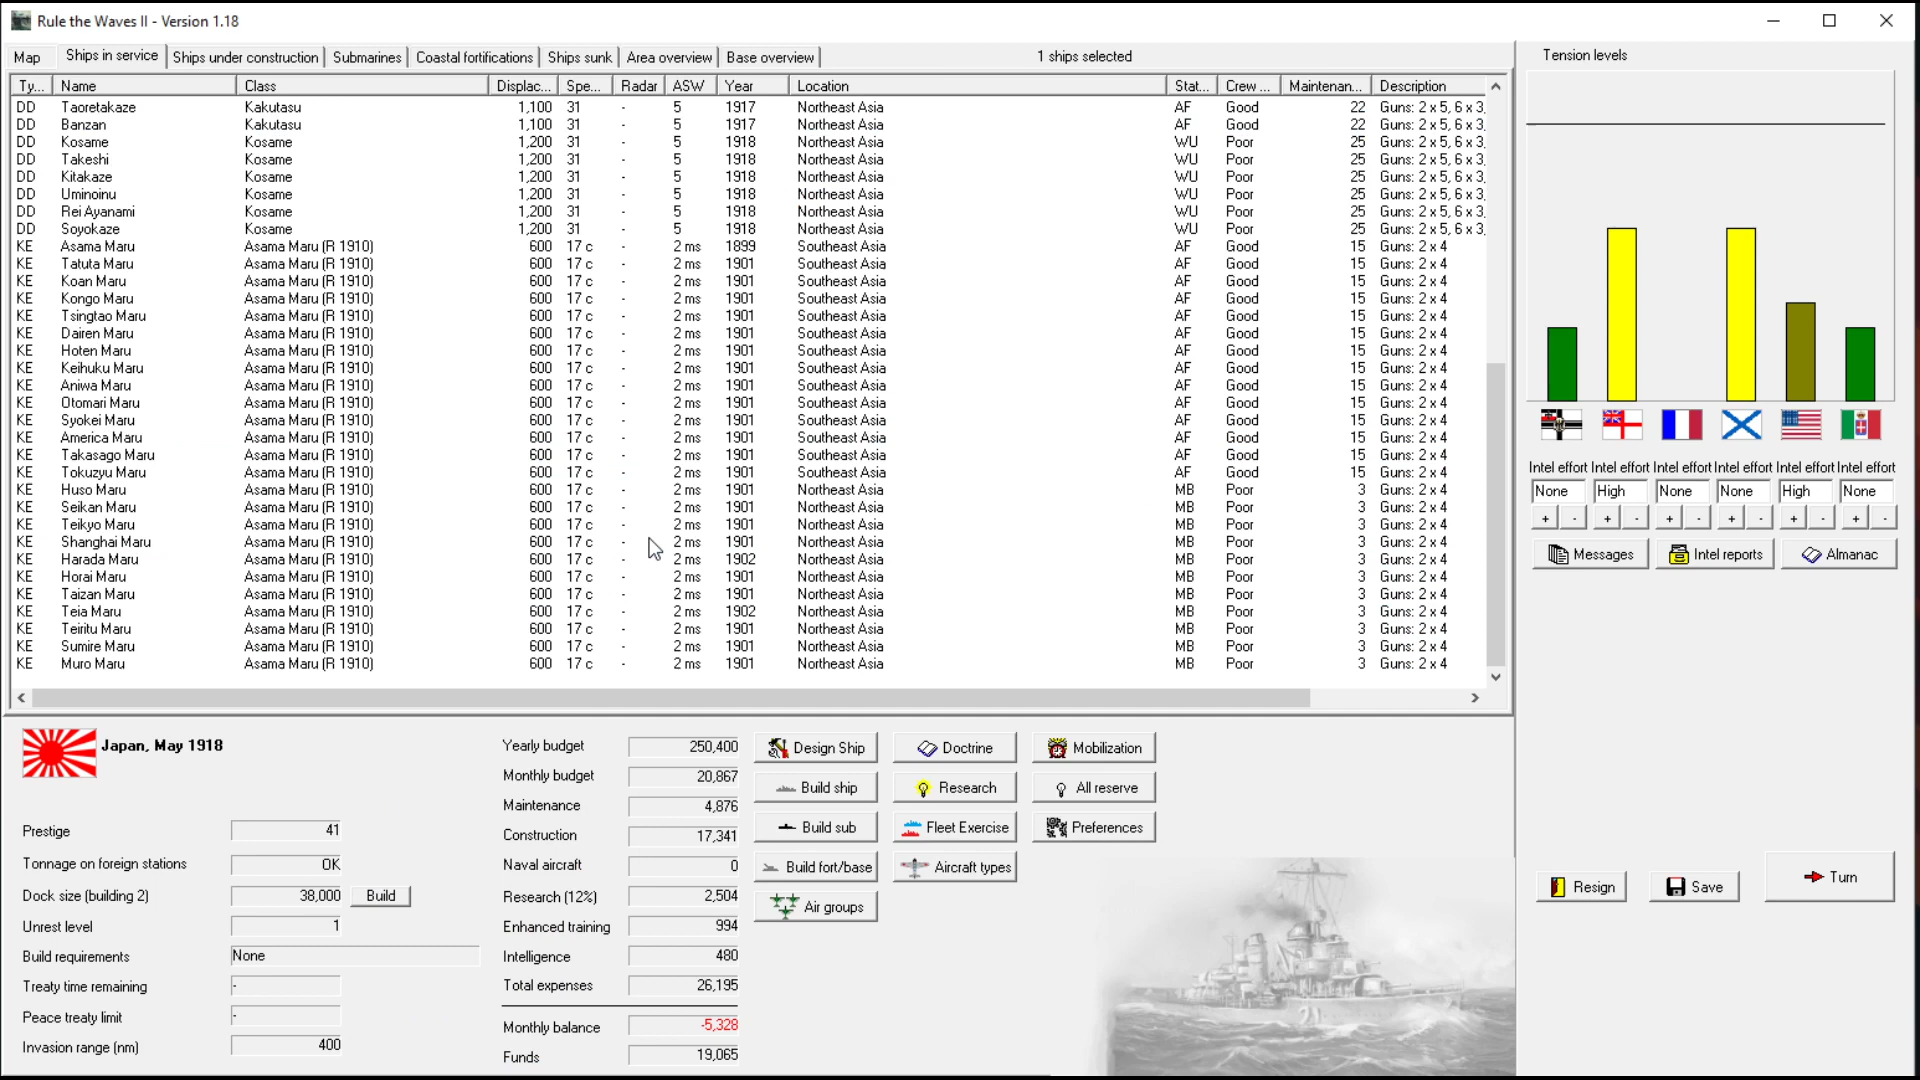 Rule the Waves II - Version 1.18
Map Ships in service Ships under construction Submarines Coastal fortifications Ships sunk Area overview Base overview 1 ships selected
Ty... Name Class Displac... Spe... Radar ASW Year Location Stat... Crew ... Maintenan... Description
DD Taoretakaze Kakutasu 1,100 31 - 5 1917 Northeast Asia AF Good 22 Guns: 2 x 5, 6 x 3,
DD Banzan Kakutasu 1,100 31 - 5 1917 Northeast Asia AF Good 22 Guns: 2 x 5, 6 x 3,
DD Kosame Kosame 1,200 31 - 5 1918 Northeast Asia WU Poor 25 Guns: 2 x 5, 6 x 3,
DD Takeshi Kosame 1,200 31 - 5 1918 Northeast Asia WU Poor 25 Guns: 2 x 5, 6 x 3,
DD Kitakaze Kosame 1,200 31 - 5 1918 Northeast Asia WU Poor 25 Guns: 2 x 5, 6 x 3,
DD Uminoinu Kosame 1,200 31 - 5 1918 Northeast Asia WU Poor 25 Guns: 2 x 5, 6 x 3,
DD Rei Ayanami Kosame 1,200 31 - 5 1918 Northeast Asia WU Poor 25 Guns: 2 x 5, 6 x 3,
DD Soyokaze Kosame 1,200 31 - 5 1918 Northeast Asia WU Poor 25 Guns: 2 x 5, 6 x 3,
KE Asama Maru Asama Maru (R 1910) 600 17 c - 2 ms 1899 Southeast Asia AF Good 15 Guns: 2 x 4
KE Tatuta Maru Asama Maru (R 1910) 600 17 c - 2 ms 1901 Southeast Asia AF Good 15 Guns: 2 x 4
KE Koan Maru Asama Maru (R 1910) 600 17 c - 2 ms 1901 Southeast Asia AF Good 15 Guns: 2 x 4
KE Kongo Maru Asama Maru (R 1910) 600 17 c - 2 ms 1901 Southeast Asia AF Good 15 Guns: 2 x 4
KE Tsingtao Maru Asama Maru (R 1910) 600 17 c - 2 ms 1901 Southeast Asia AF Good 15 Guns: 2 x 4
KE Dairen Maru Asama Maru (R 1910) 600 17 c - 2 ms 1901 Southeast Asia AF Good 15 Guns: 2 x 4
KE Hoten Maru Asama Maru (R 1910) 600 17 c - 2 ms 1901 Southeast Asia AF Good 15 Guns: 2 x 4
KE Keihuku Maru Asama Maru (R 1910) 600 17 c - 2 ms 1901 Southeast Asia AF Good 15 Guns: 2 x 4
KE Aniwa Maru Asama Maru (R 1910) 600 17 c - 2 ms 1901 Southeast Asia AF Good 15 Guns: 2 x 4
KE Otomari Maru Asama Maru (R 1910) 600 17 c - 2 ms 1901 Southeast Asia AF Good 15 Guns: 2 x 4
KE Syokei Maru Asama Maru (R 1910) 600 17 c - 2 ms 1901 Southeast Asia AF Good 15 Guns: 2 x 4
KE America Maru Asama Maru (R 1910) 600 17 c - 2 ms 1901 Southeast Asia AF Good 15 Guns: 2 x 4
KE Takasago Maru Asama Maru (R 1910) 600 17 c - 2 ms 1901 Southeast Asia AF Good 15 Guns: 2 x 4
KE Tokuzyu Maru Asama Maru (R 1910) 600 17 c - 2 ms 1901 Southeast Asia AF Good 15 Guns: 2 x 4
KE Huso Maru Asama Maru (R 1910) 600 17 c - 2 ms 1901 Northeast Asia MB Poor 3 Guns: 2 x 4
KE Seikan Maru Asama Maru (R 1910) 600 17 c - 2 ms 1901 Northeast Asia MB Poor 3 Guns: 2 x 4
KE Teikyo Maru Asama Maru (R 1910) 600 17 c - 2 ms 1901 Northeast Asia MB Poor 3 Guns: 2 x 4
KE Shanghai Maru Asama Maru (R 1910) 600 17 c - 2 ms 1901 Northeast Asia MB Poor 3 Guns: 2 x 4
KE Harada Maru Asama Maru (R 1910) 600 17 c - 2 ms 1902 Northeast Asia MB Poor 3 Guns: 2 x 4
KE Horai Maru Asama Maru (R 1910) 600 17 c - 2 ms 1901 Northeast Asia MB Poor 3 Guns: 2 x 4
KE Taizan Maru Asama Maru (R 1910) 600 17 c - 2 ms 1901 Northeast Asia MB Poor 3 Guns: 2 x 4
KE Teia Maru Asama Maru (R 1910) 600 17 c - 2 ms 1902 Northeast Asia MB Poor 3 Guns: 2 x 4
KE Teiritu Maru Asama Maru (R 1910) 600 17 c - 2 ms 1901 Northeast Asia MB Poor 3 Guns: 2 x 4
KE Sumire Maru Asama Maru (R 1910) 600 17 c - 2 ms 1901 Northeast Asia MB Poor 3 Guns: 2 x 4
KE Muro Maru Asama Maru (R 1910) 600 17 c - 2 ms 1901 Northeast Asia MB Poor 3 Guns: 2 x 4
Tension levels
Intel effort Intel effort Intel effort Intel effort Intel effort Intel effort
None High None None High None
+ - + - + - + - + - + -
Messages Intel reports Almanac
Japan, May 1918
Prestige 41
Tonnage on foreign stations OK
Dock size (building 2) 38,000 Build
Unrest level 1
Build requirements None
Treaty time remaining -
Peace treaty limit -
Invasion range (nm) 400
Yearly budget 250,400
Monthly budget 20,867
Maintenance 4,876
Construction 17,341
Naval aircraft 0
Research (12%) 2,504
Enhanced training 994
Intelligence 480
Total expenses 26,195
Monthly balance -5,328
Funds 19,065
Design Ship Doctrine Mobilization
Build ship Research All reserve
Build sub Fleet Exercise Preferences
Build fort/base Aircraft types
Air groups
Resign Save Turn